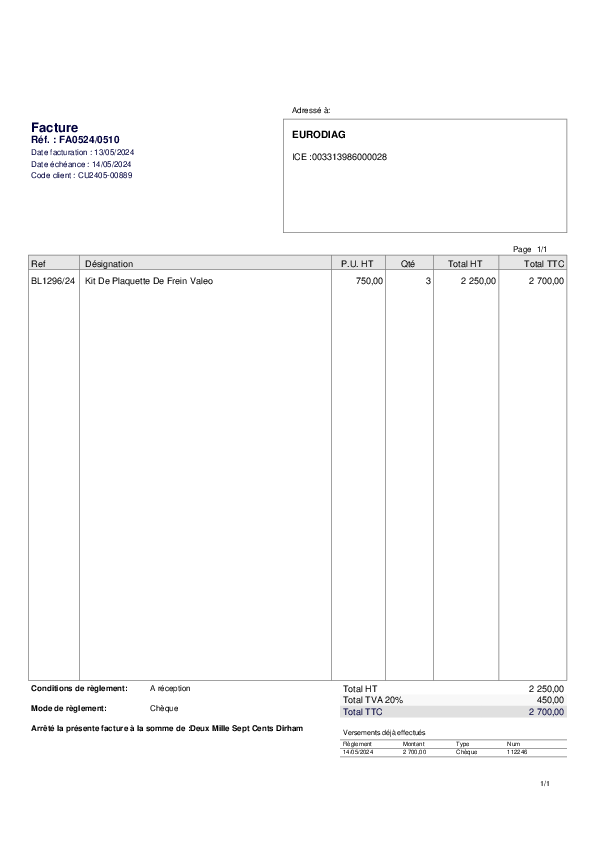 Adressé à:
Facture
Réf. : FA0524/0510
Date facturation : 13/05/2024
Date échéance : 14/05/2024
Code client : CU2405-00889
EURODIAG
ICE :003313986000028
Page 1/1
Ref Désignation P.U. HT Qté Total HT Total TTC
BL1296/24 Kit De Plaquette De Frein Valeo 750,00 3 2 250,00 2 700,00
Conditions de règlement: A réception
Mode de règlement: Chèque
Arrêté la présente facture à la somme de :Deux Mille Sept Cents Dirham
Total HT 2 250,00
Total TVA 20% 450,00
Total TTC 2 700,00
Versements déjà effectués
Règlement Montant Type Num
14/05/2024 2 700,00 Chèque 112246
1/1